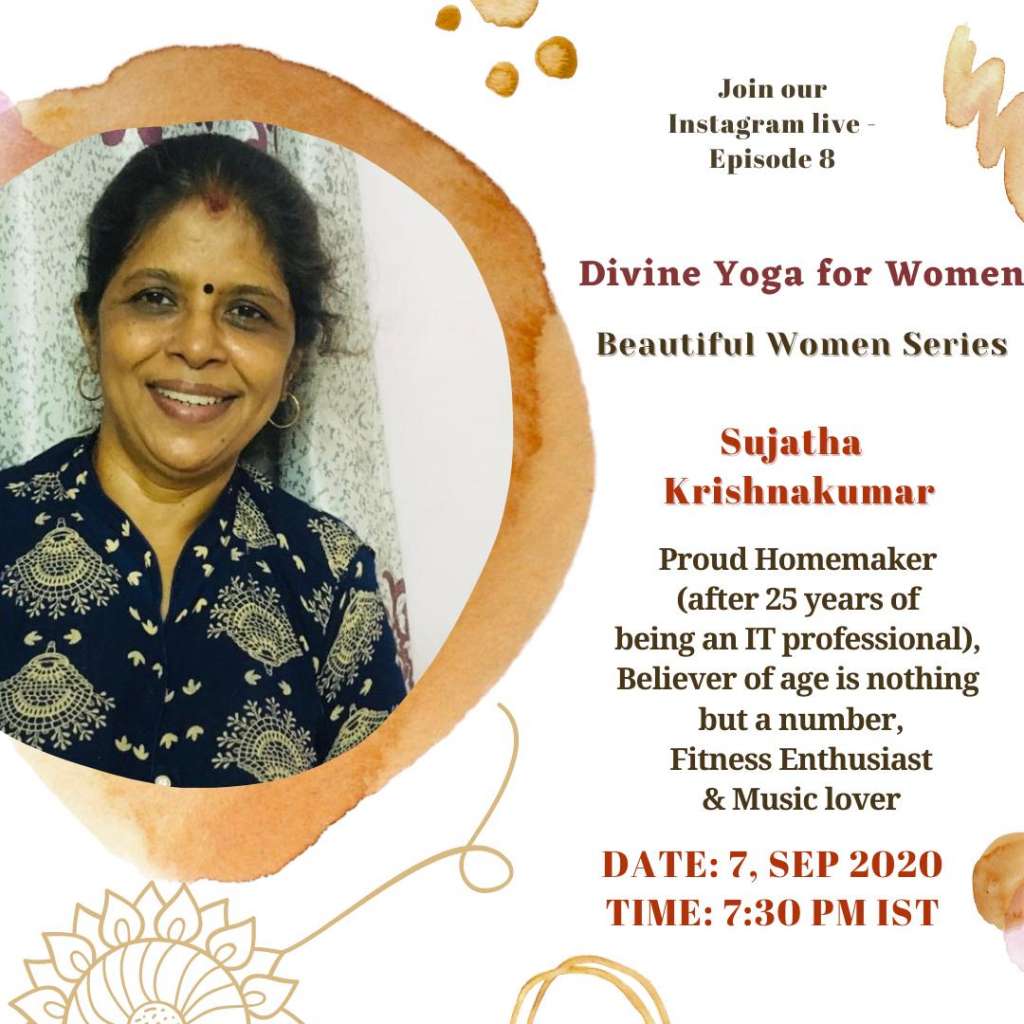 Join our
Instagram live -
Episode 8
Divine Yoga for Women
Beautiful Women Series
Sujatha
Krishnakumar
Proud Homemaker
(after 25 years of
being an IT professional),
Believer of age is nothing
but a number,
Fitness Enthusiast
& Music lover
DATE: 7, SEP 2020
TIME: 7:30 PM IST